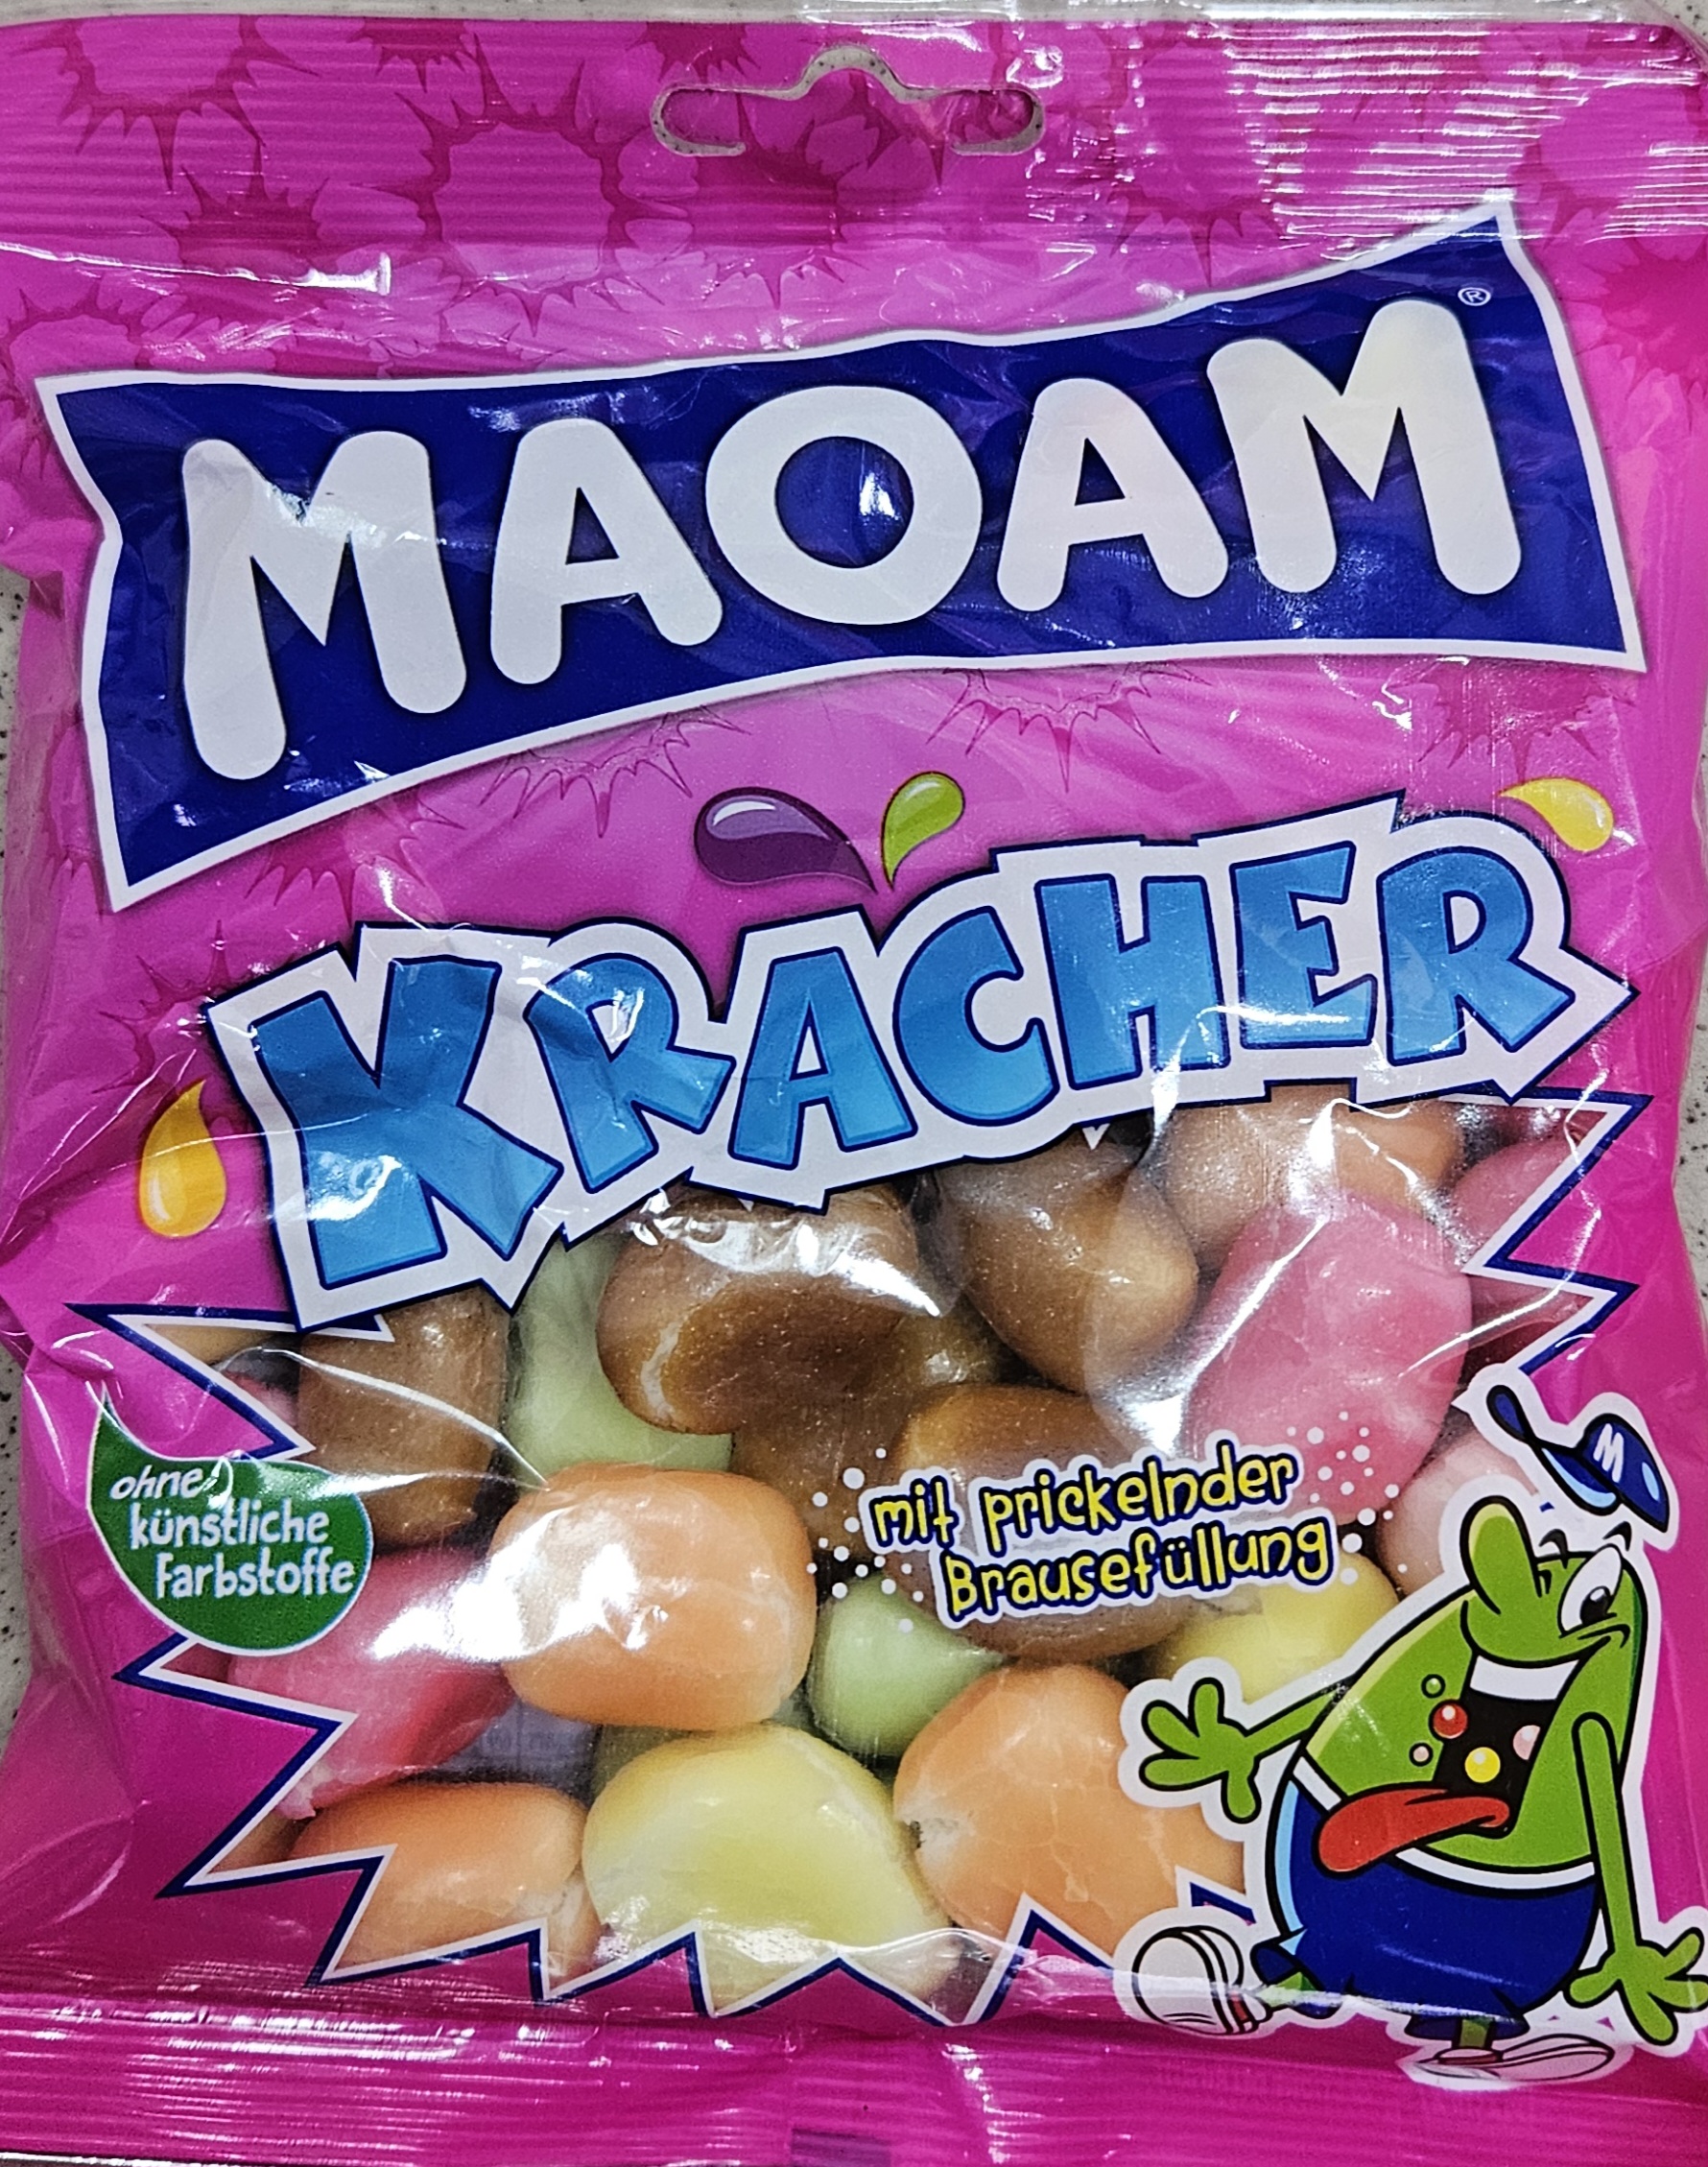 MAOAM®
KRACHER
ohne
künstliche
Farbstoffe
mit prickelnder
Brausefüllung
M